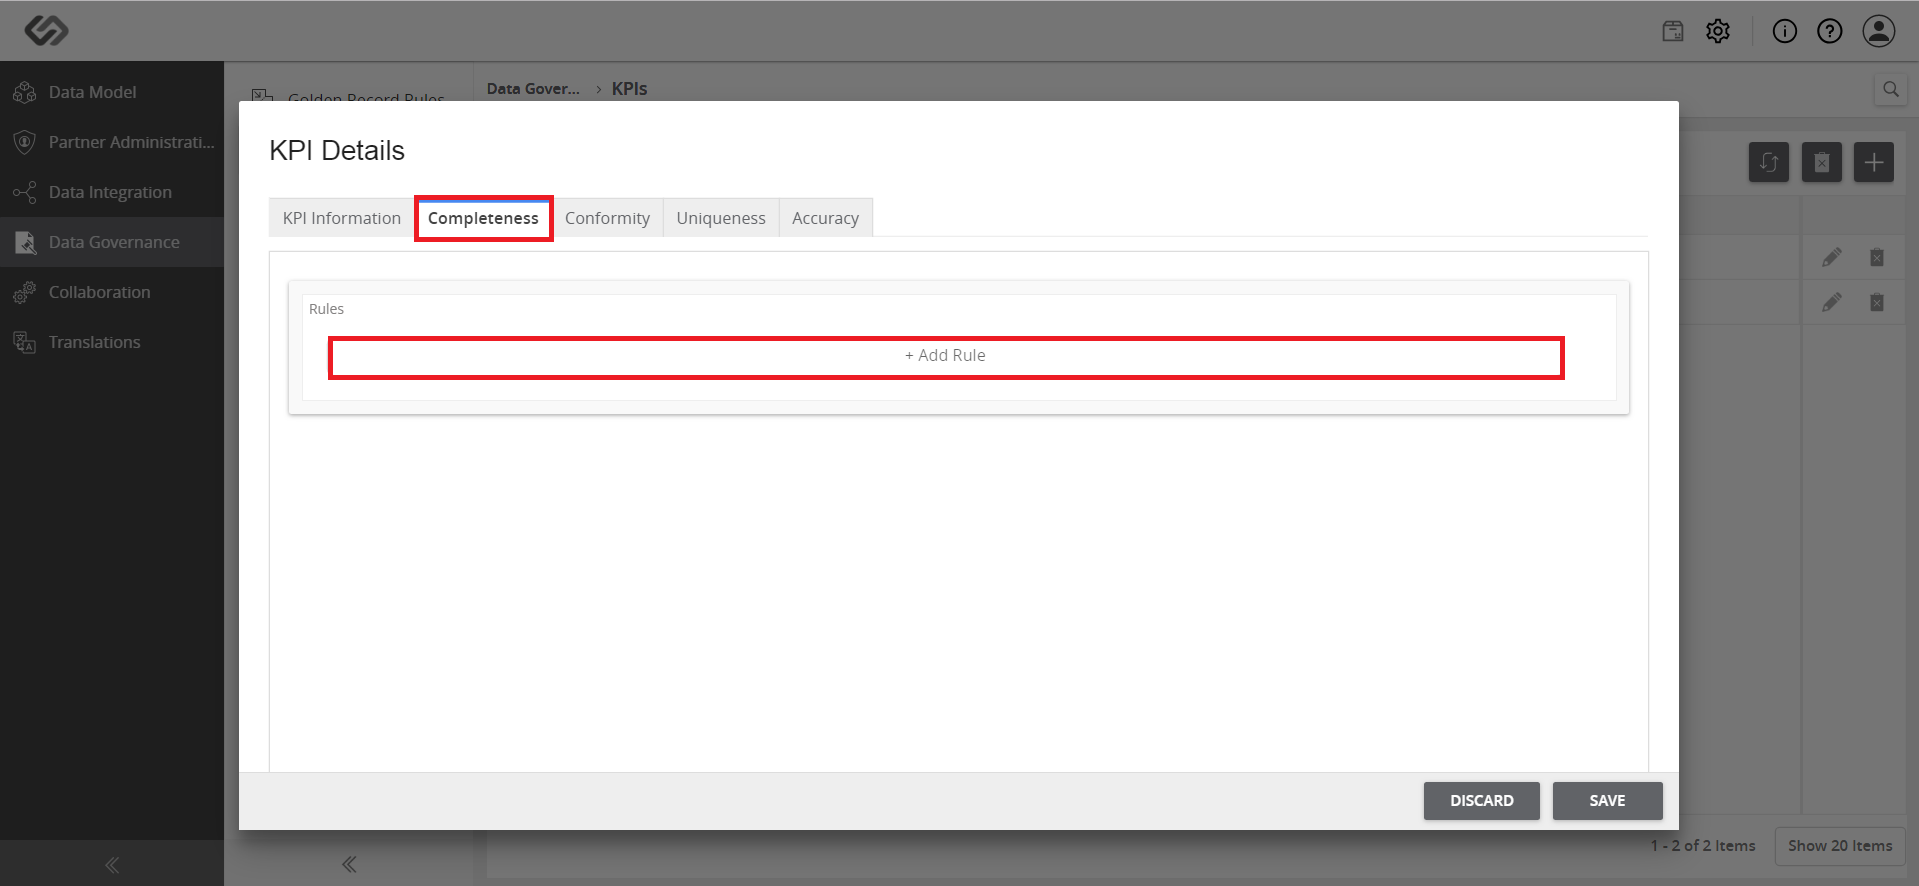 Data Model
Partner Administrati...
Data Integration
Data Governance
Collaboration
Translations
Golden Record Rules
Data Gover... › KPIs
KPI Details
KPI Information Completeness Conformity Uniqueness Accuracy
Rules
+ Add Rule
DISCARD SAVE
1 - 2 of 2 Items Show 20 Items